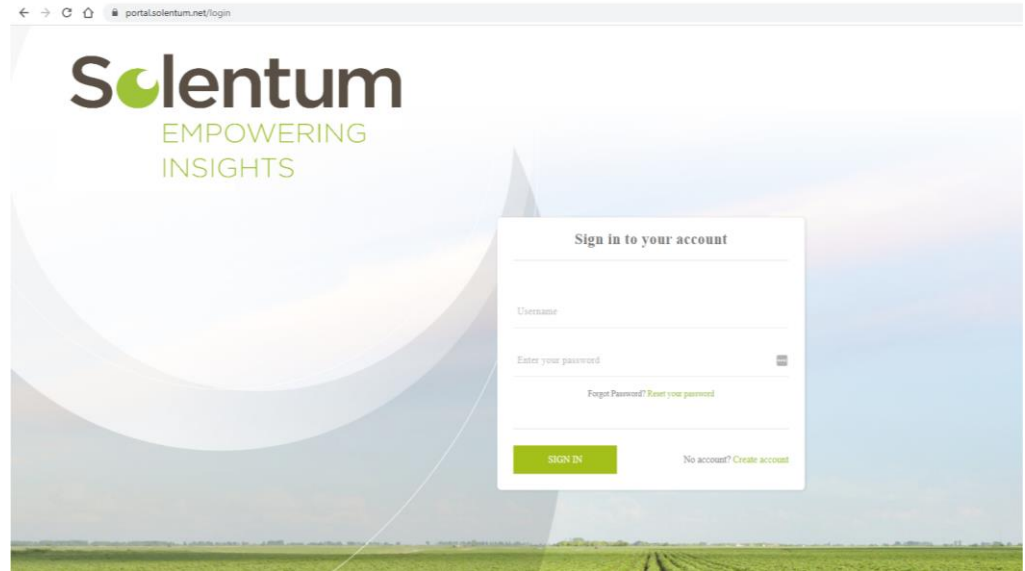 portal.solentum.net/login
Solentum
EMPOWERING
INSIGHTS
Sign in to your account
Username
Enter your password
Forgot Password? Reset your password
SIGN IN
No account? Create account